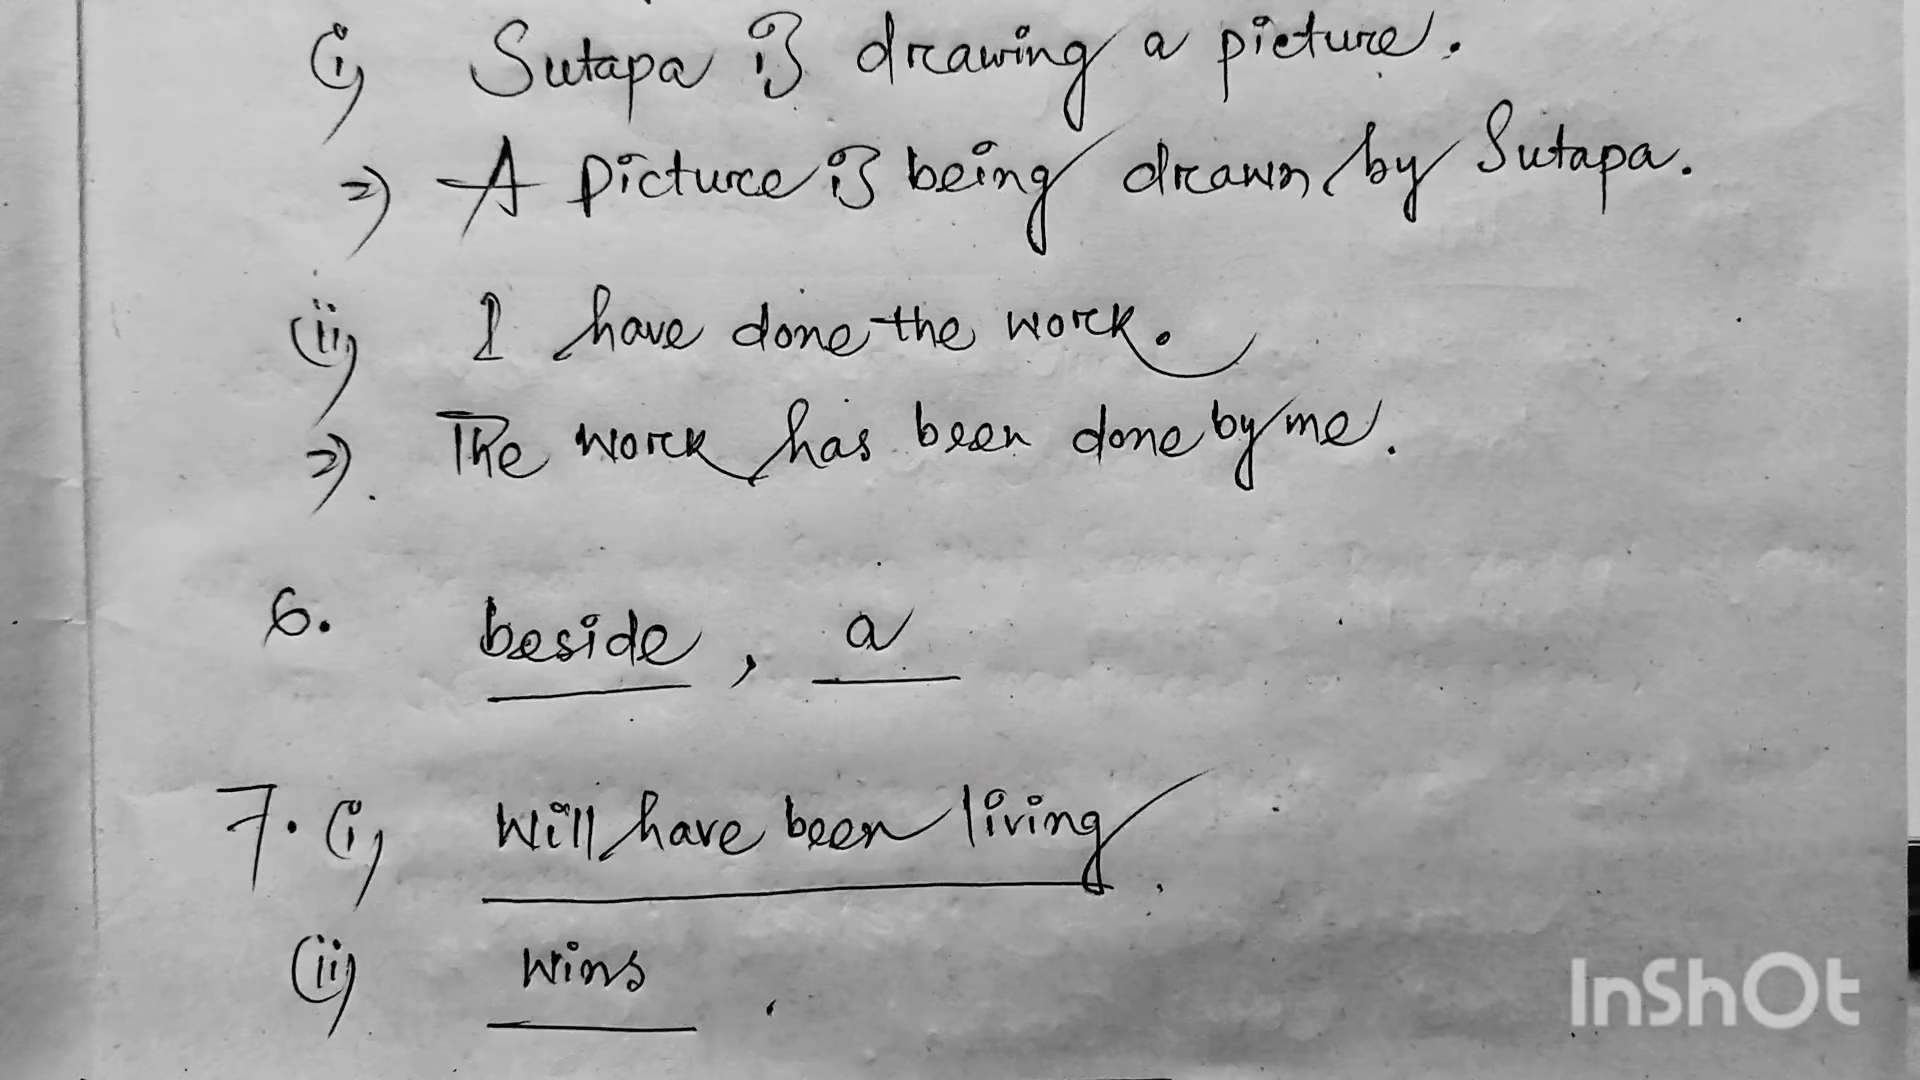 (i) Sutapa is drawing a picture.
=) A picture is being drawn by Sutapa.
(ii) I have done the work.
=) The work has been done by me.
6. beside, a
7. (i) Will have been living.
(ii) wins.
InShOt